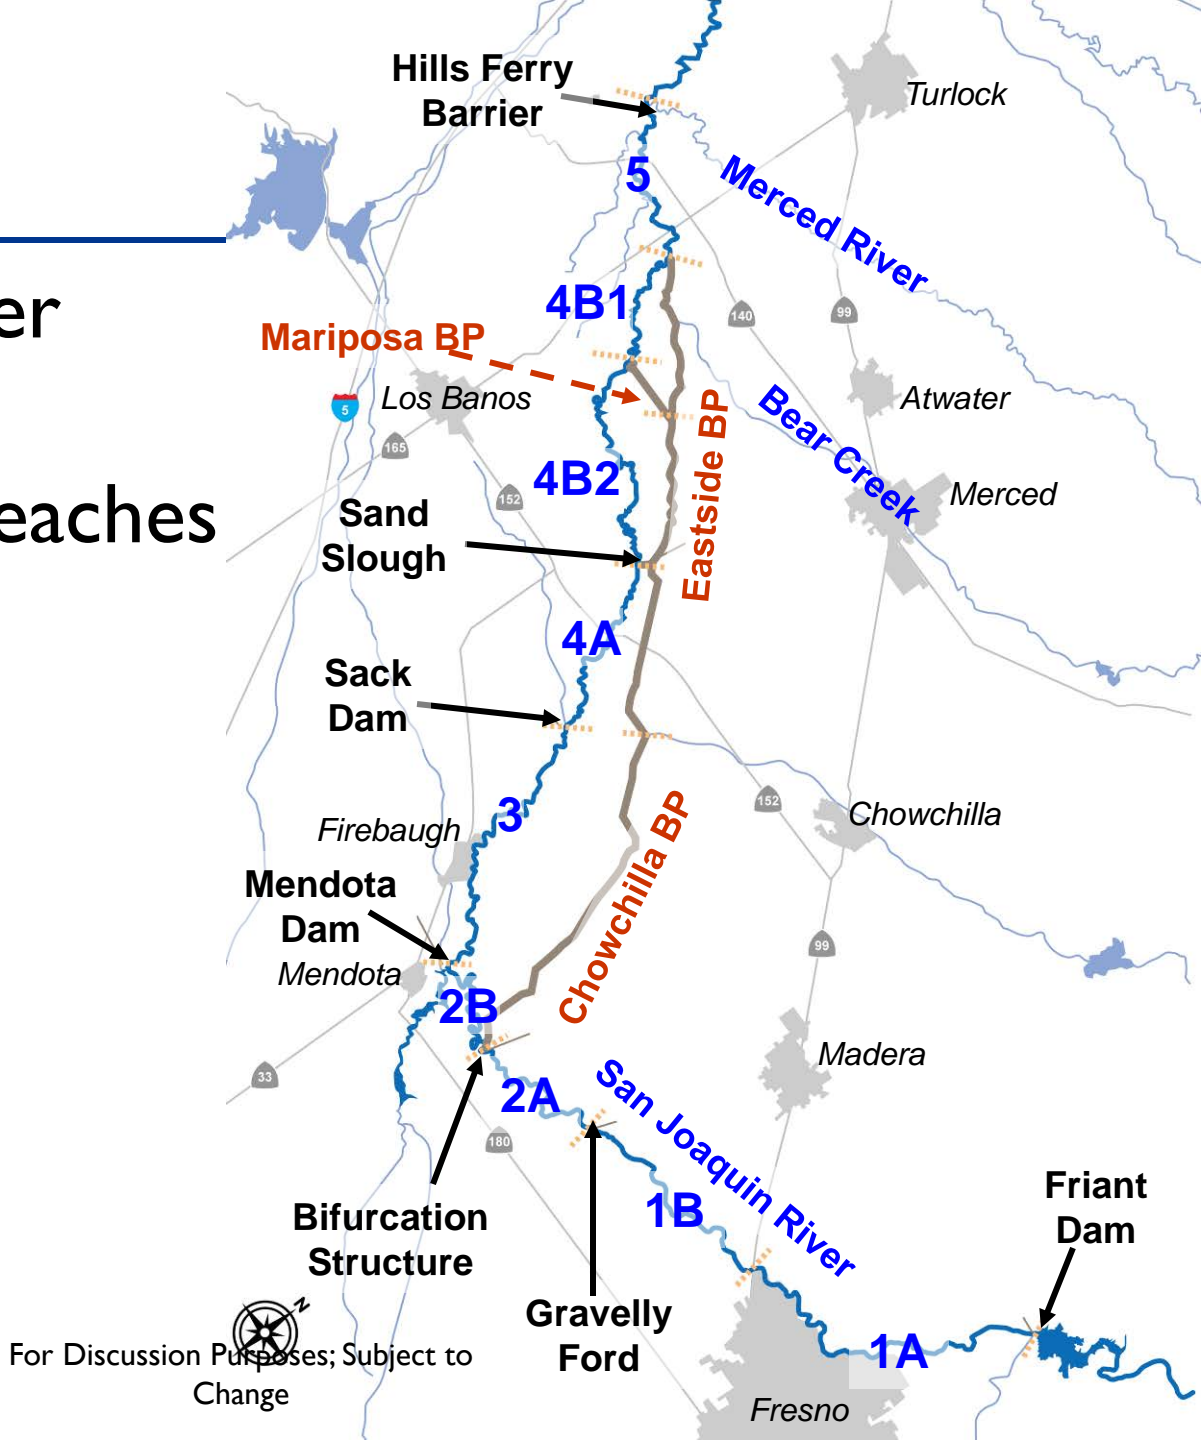 Hills Ferry
Barrier
Turlock
5
Merced River
er
4B1
140
99
Mariposa BP
5
Los Banos
Atwater
Bear Creek
165
Eastside BP
4B2
152
Merced
eaches
Sand
Slough
4A
Sack
Dam
3
152
Chowchilla
Firebaugh
Chowchilla BP
Mendota
Dam
99
Mendota
2B
33
2A
San Joaquin River
Madera
180
Bifurcation
Structure
1B
Friant
Dam
N
Gravelly
Ford
1A
For Discussion Purposes; Subject to
Change
Fresno